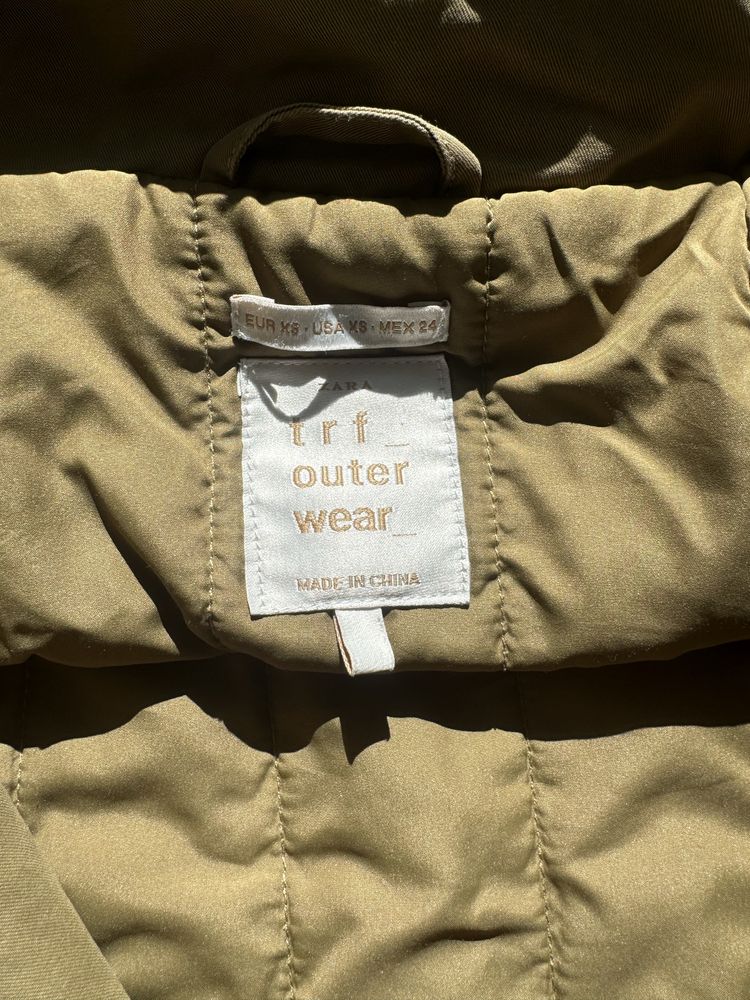 EUR XS · USA XS · MEX 24
ZARA
trf_
outer
wear_
MADE IN CHINA